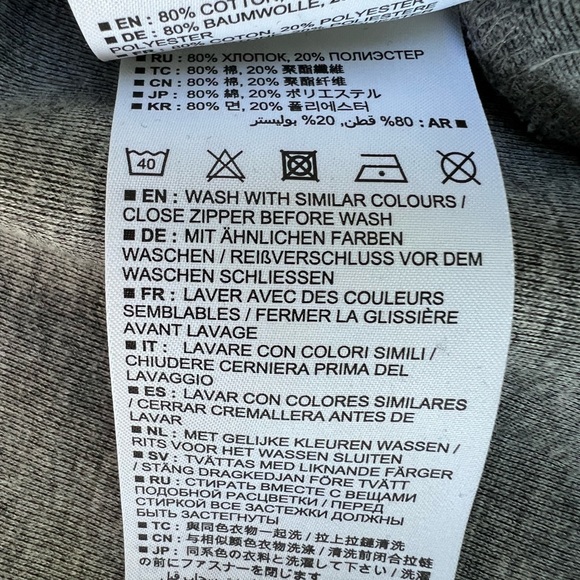 ■ EN : 80% COTTON
■ DE : 80% BAUMWOLLE,
POLYESTER
80% COTON, 20% POLYESTER
■ RU : 80% ХЛОПОК, 20% ПОЛИЭСТЕР
■ TC : 80% 棉, 20% 聚酯纖維
■ CN : 80% 棉, 20% 聚酯纤维
■ JP : 80% 綿, 20% ポリエステル
■ KR : 80% 면, 20% 폴리에스터
■ AR : 80% قطن, 20% بوليستر
40
■ EN : WASH WITH SIMILAR COLOURS /
CLOSE ZIPPER BEFORE WASH
■ DE : MIT ÄHNLICHEN FARBEN
WASCHEN / REIßVERSCHLUSS VOR DEM
WASCHEN SCHLIESSEN
■ FR : LAVER AVEC DES COULEURS
SEMBLABLES / FERMER LA GLISSIÈRE
AVANT LAVAGE
■ IT : LAVARE CON COLORI SIMILI /
CHIUDERE CERNIERA PRIMA DEL
LAVAGGIO
■ ES : LAVAR CON COLORES SIMILARES
/ CERRAR CREMALLERA ANTES DE
LAVAR
■ NL : MET GELIJKE KLEUREN WASSEN /
RITS VOOR HET WASSEN SLUITEN
■ SV : TVÄTTAS MED LIKNANDE FÄRGER
/ STÄNG DRAGKEDJAN FÖRE TVÄTT
■ RU : СТИРАТЬ ВМЕСТЕ С ВЕЩАМИ
ПОДОБНОЙ РАСЦВЕТКИ / ПЕРЕД
СТИРКОЙ ВСЕ ЗАСТЕЖКИ ДОЛЖНЫ
БЫТЬ ЗАСТЕГНУТЫ
■ TC : 與同色衣物一起洗 / 拉上拉鏈清洗
■ CN : 与相似颜色衣物洗涤 / 清洗前闭合拉链
■ JP : 同系色の衣料と洗濯して下さい / 洗濯
の前にファスナーを閉じます